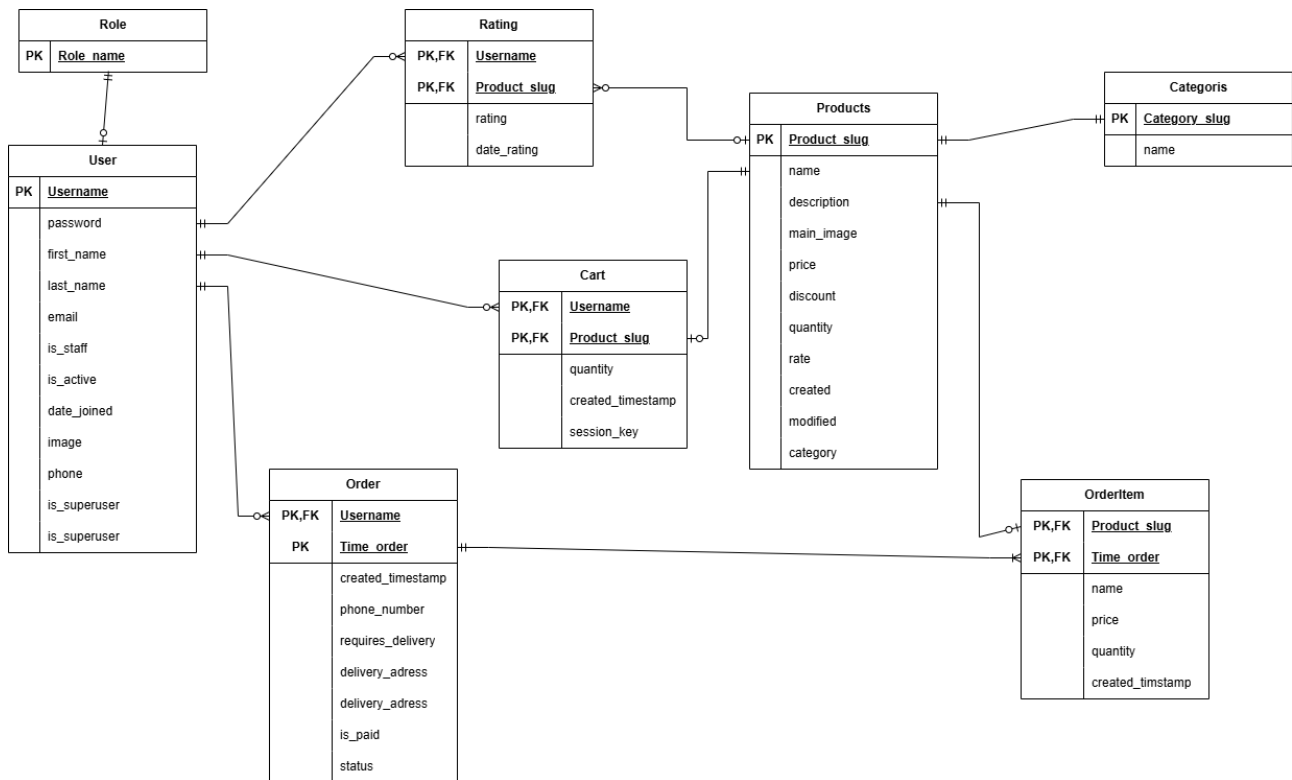 Role
PK Role_name
User
PK Username
password
first_name
last_name
email
is_staff
is_active
date_joined
image
phone
is_superuser
is_superuser
Rating
PK,FK Username
PK,FK Product_slug
rating
date_rating
Cart
PK,FK Username
PK,FK Product_slug
quantity
created_timestamp
session_key
Order
PK,FK Username
PK Time_order
created_timestamp
phone_number
requires_delivery
delivery_adress
delivery_adress
is_paid
status
Products
PK Product_slug
name
description
main_image
price
discount
quantity
rate
created
modified
category
Categoris
PK Category_slug
name
OrderItem
PK,FK Product_slug
PK,FK Time_order
name
price
quantity
created_timstamp